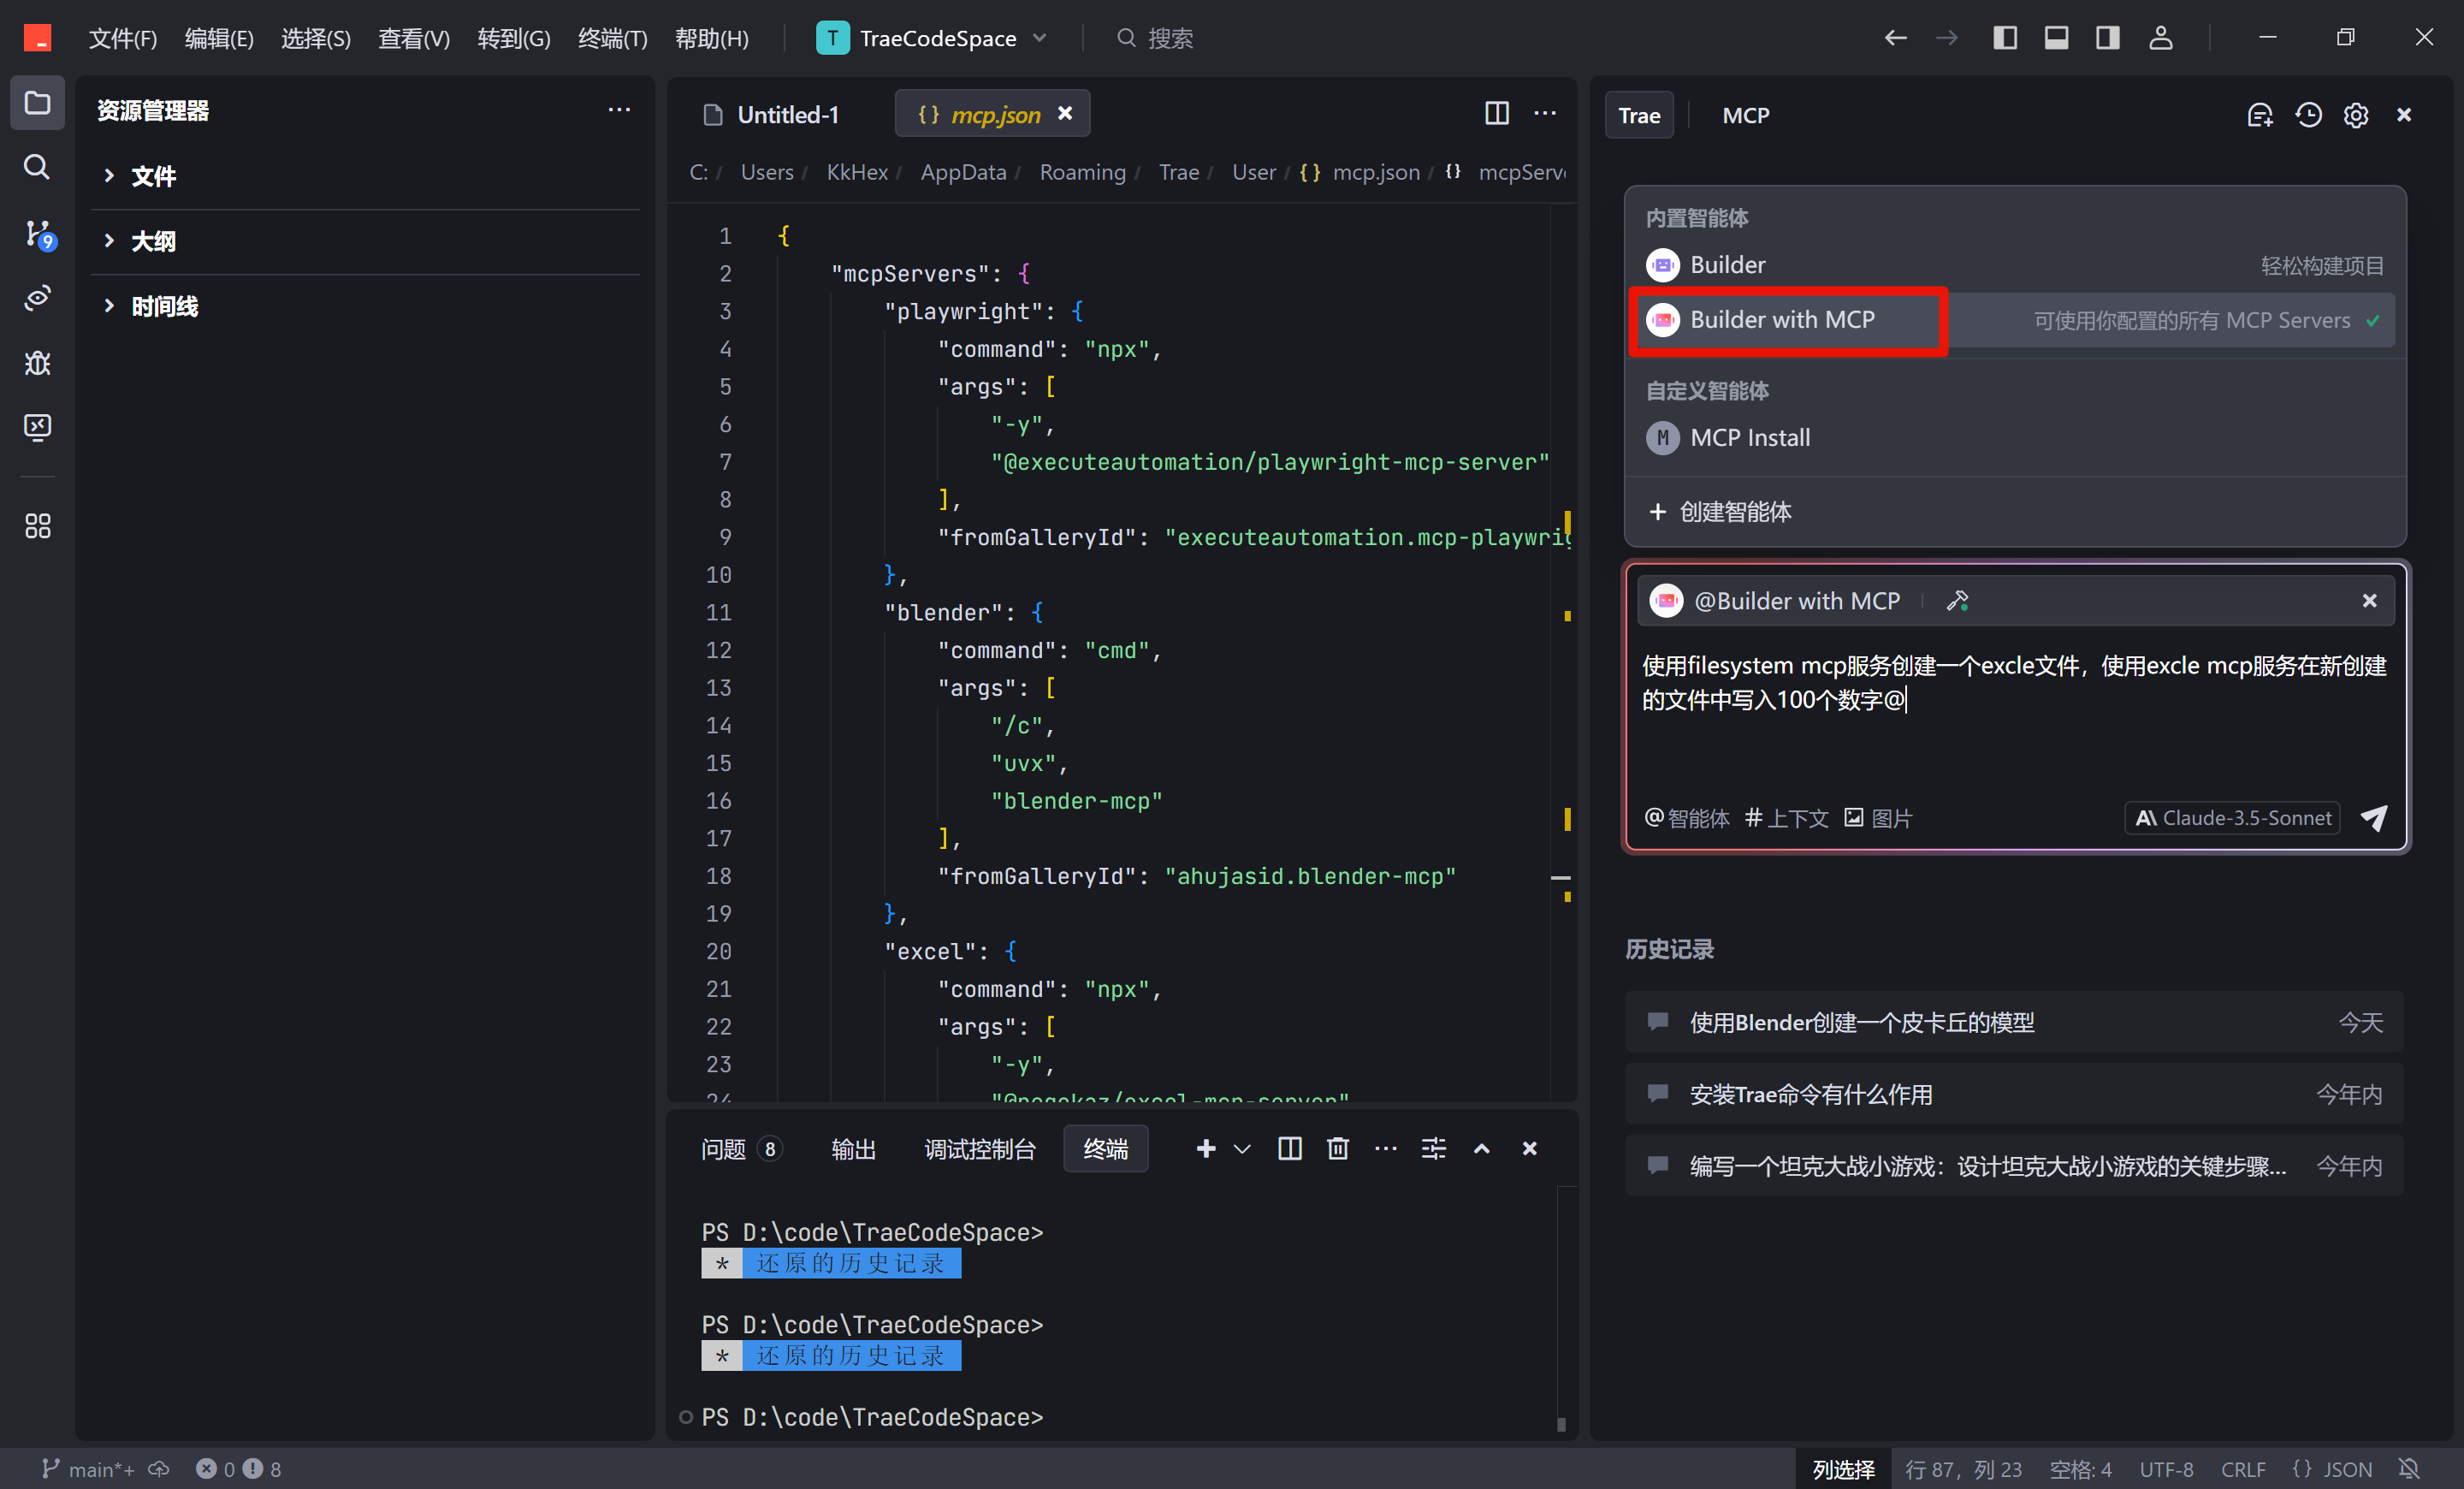 文件(F) 编辑(E) 选择(S) 查看(V) 转到(G) 终端(T) 帮助(H) T TraeCodeSpace 搜索
资源管理器
文件
大纲
时间线
9
Untitled-1 {} mcp.json
C: / Users / KkHex / AppData / Roaming / Trae / User / {} mcp.json / {}
1 {
2 "mcpServers": {
3 "playwright": {
4 "command": "npx",
5 "args": [
6 "-y",
7 "@executeautomation/playwright-mcp-server"
8 ],
9 "fromGalleryId": "executeautomation.mcp-playwri
10 },
11 "blender": {
12 "command": "cmd",
13 "args": [
14 "/c",
15 "uvx",
16 "blender-mcp"
17 ],
18 "fromGalleryId": "ahujasid.blender-mcp"
19 },
20 "excel": {
21 "command": "npx",
22 "args": [
23 "-y",
问题 8 输出 调试控制台 终端
PS D:\code\TraeCodeSpace>
* 还原的历史记录
PS D:\code\TraeCodeSpace>
* 还原的历史记录
PS D:\code\TraeCodeSpace>
Trae MCP
内置智能体
Builder 轻松构建项目
Builder with MCP 可使用你配置的所有 MCP Servers
自定义智能体
M MCP Install
+ 创建智能体
@Builder with MCP
使用filesystem mcp服务创建一个excle文件，使用excle mcp服务在新创建
的文件中写入100个数字@
@智能体 #上下文 图片 Claude-3.5-Sonnet
历史记录
使用Blender创建一个皮卡丘的模型 今天
安装Trae命令有什么作用 今年内
编写一个坦克大战小游戏：设计坦克大战小游戏的关键步骤... 今年内
main*+ 0 8 列选择 行 87，列 23 空格: 4 UTF-8 CRLF {} JSON